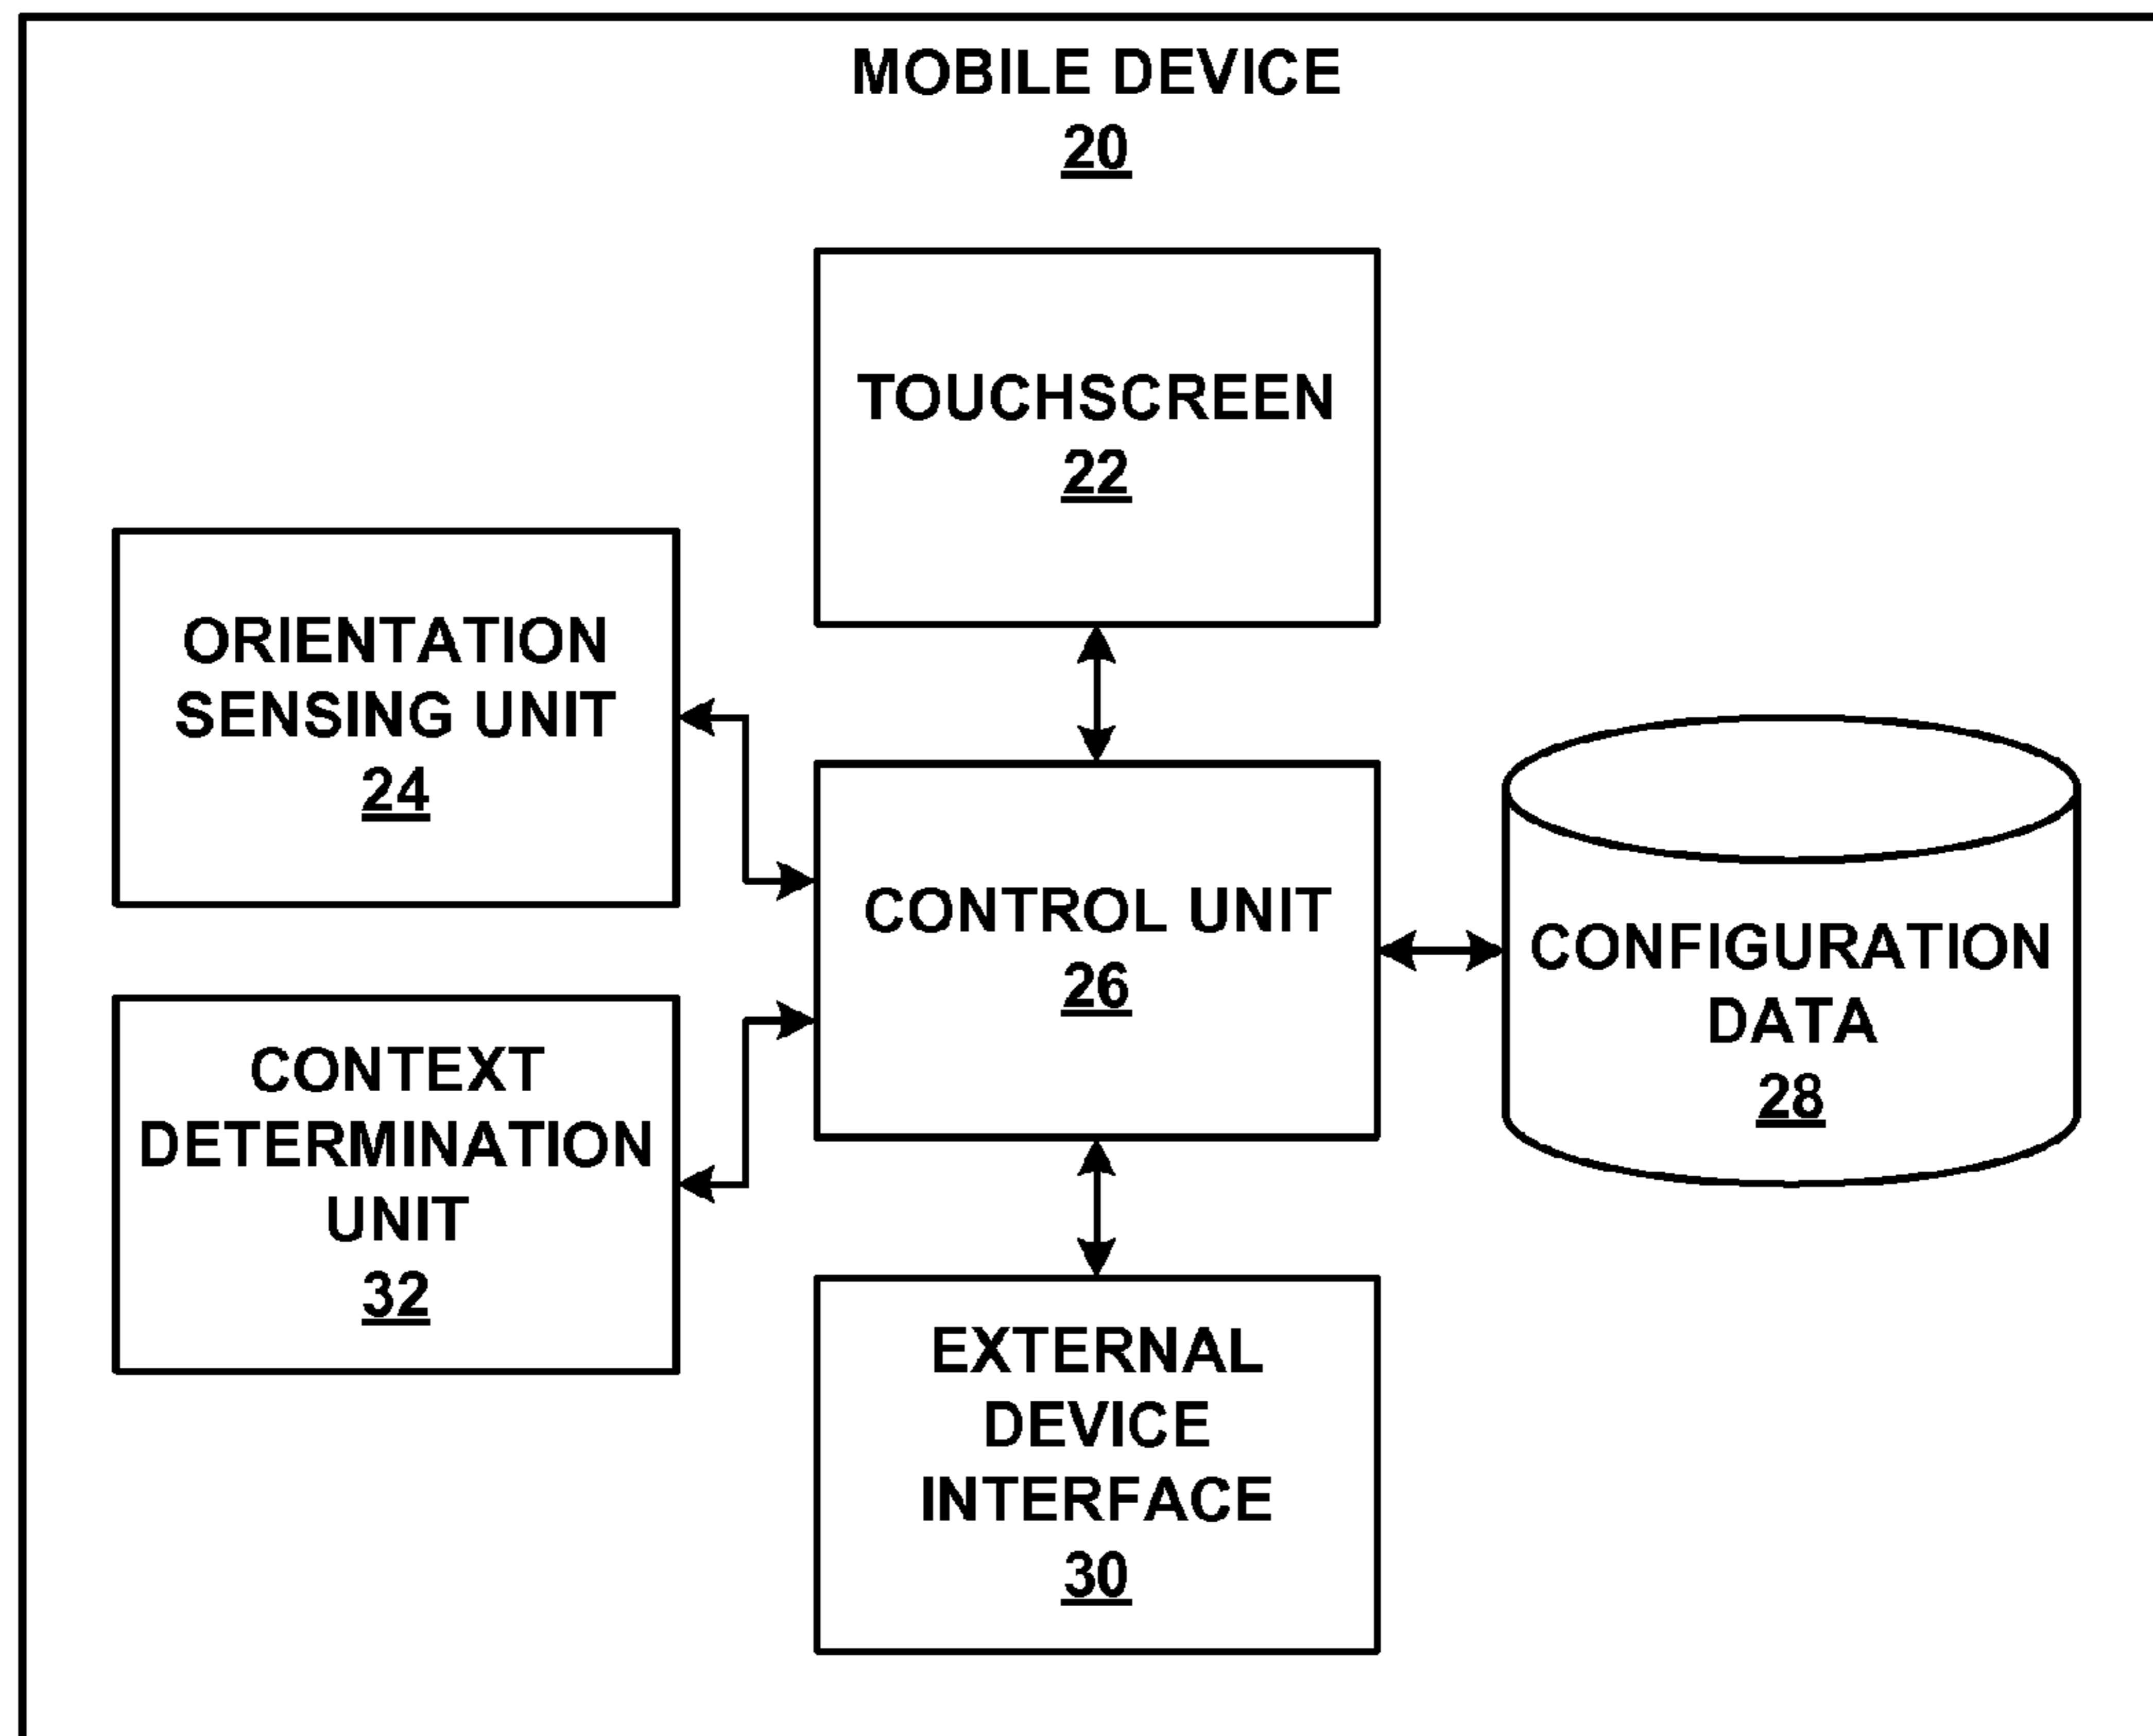 MOBILE DEVICE
20
TOUCHSCREEN
22
ORIENTATION
SENSING UNIT
24
CONTROL UNIT
26
CONFIGURATION
DATA
28
CONTEXT
DETERMINATION
UNIT
32
EXTERNAL
DEVICE
INTERFACE
30